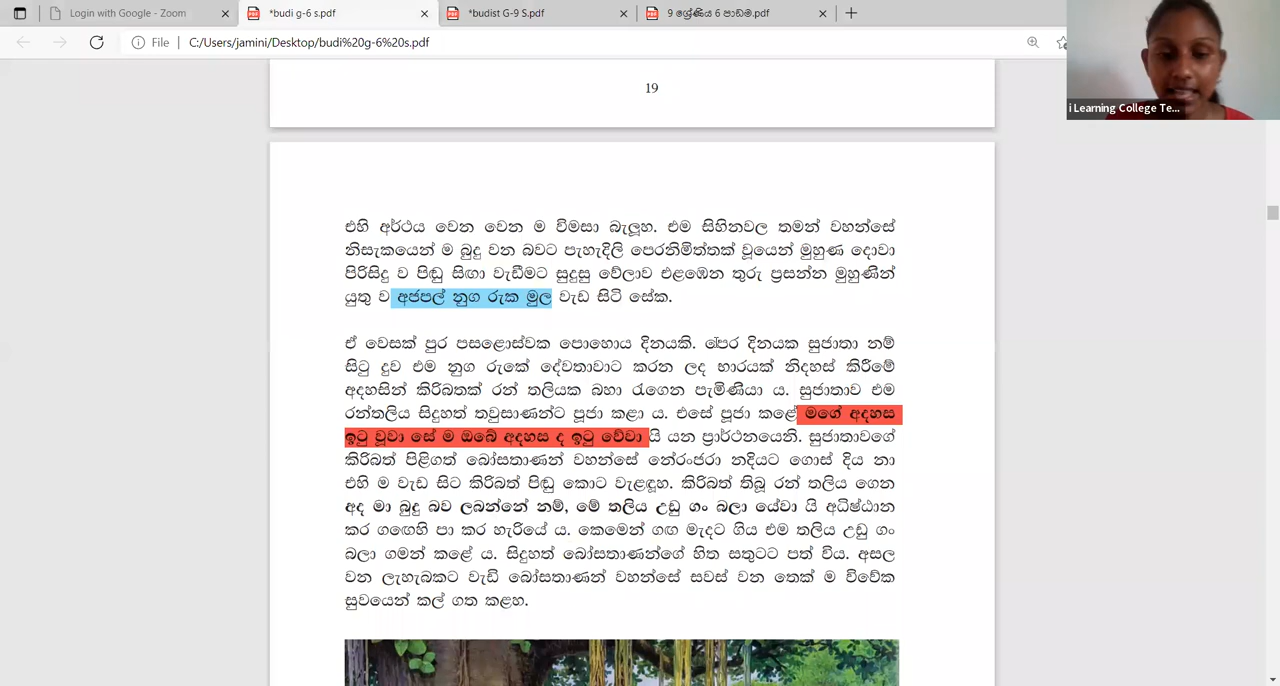 Login with Google - Zoom
*budi g-6 s.pdf
*budist G-9 S.pdf
9 ශ්‍රේණිය 6 පාඩම.pdf
File
C:/Users/jamini/Desktop/budi%20g-6%20s.pdf
i Learning College Te...
19
එහි අර්ථය වෙන වෙන ම විමසා බැලූහ. එම සිහිනවල තමන් වහන්සේ
නිසැකයෙන් ම බුදු වන බවට පැහැදිලි පෙරනිමිත්තක් වූයෙන් මුහුණ දොවා
පිරිසිදු ව පිඬු සිඟා වැඩීමට සුදුසු වේලාව එළඹෙන තුරු ප්‍රසන්න මුහුණින්
යුතු ව අජපල් නුග රුක මුල වැඩ සිටි සේක.
ඒ වෙසක් පුර පසළොස්වක පොහොය දිනයකි. පෙර දිනයක සුජාතා නම්
සිටු දුව එම නුග රුකේ දේවතාවාට කරන ලද භාරයක් නිදහස් කිරීමේ
අදහසින් කිරිබතක් රන් තලියක බහා රැගෙන පැමිණියා ය. සුජාතාව එම
රන්තලිය සිදුහත් තවුසාණන්ට පූජා කළා ය. එසේ පූජා කළේ මගේ අදහස
ඉටු වූවා සේ ම ඔබේ අදහස ද ඉටු වේවා යි යන ප්‍රාර්ථනයෙනි. සුජාතාවගේ
කිරිබත් පිළිගත් බෝසතාණන් වහන්සේ නේරංජරා නදියට ගොස් දිය නා
එහි ම වැඩ සිට කිරිබත් පිඬු කොට වැළඳූහ. කිරිබත් තිබූ රන් තලිය ගෙන
අද මා බුදු බව ලබන්නේ නම්, මේ තලිය උඩු ගං බලා යේවා යි අධිෂ්ඨාන
කර ගඟෙහි පා කර හැරියේ ය. කෙමෙන් ගඟ මැදට ගිය එම තලිය උඩු ගං
බලා ගමන් කළේ ය. සිදුහත් බෝසතාණන්ගේ හිත සතුටට පත් විය. අසල
වන ලැහැබකට වැඩි බෝසතාණන් වහන්සේ සවස් වන තෙක් ම විවේක
සුවයෙන් කල් ගත කළහ.